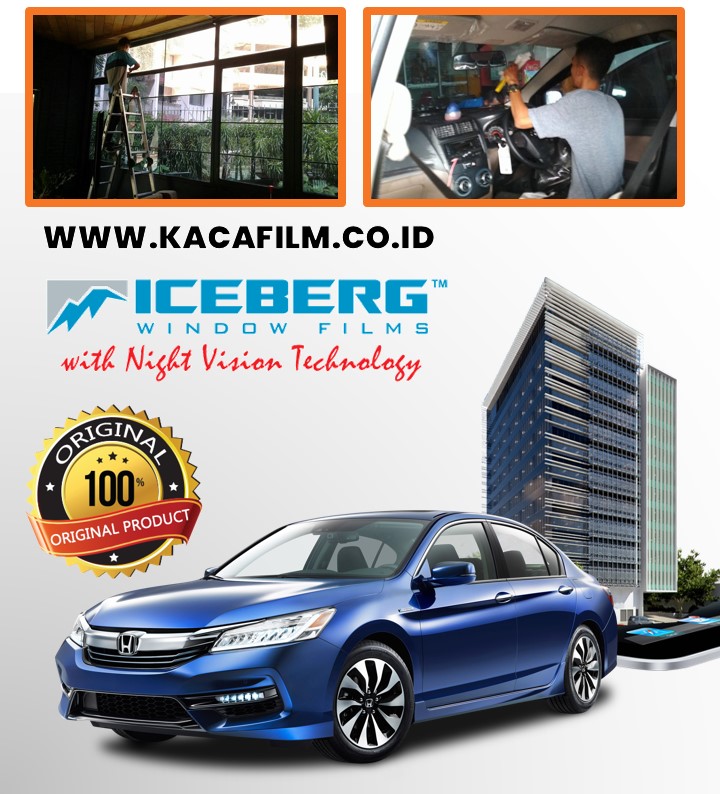 WWW.KACAFILM.CO.ID
ICEBERG™
WINDOW FILMS
with Night Vision Technology
ORIGINAL
100%
ORIGINAL PRODUCT